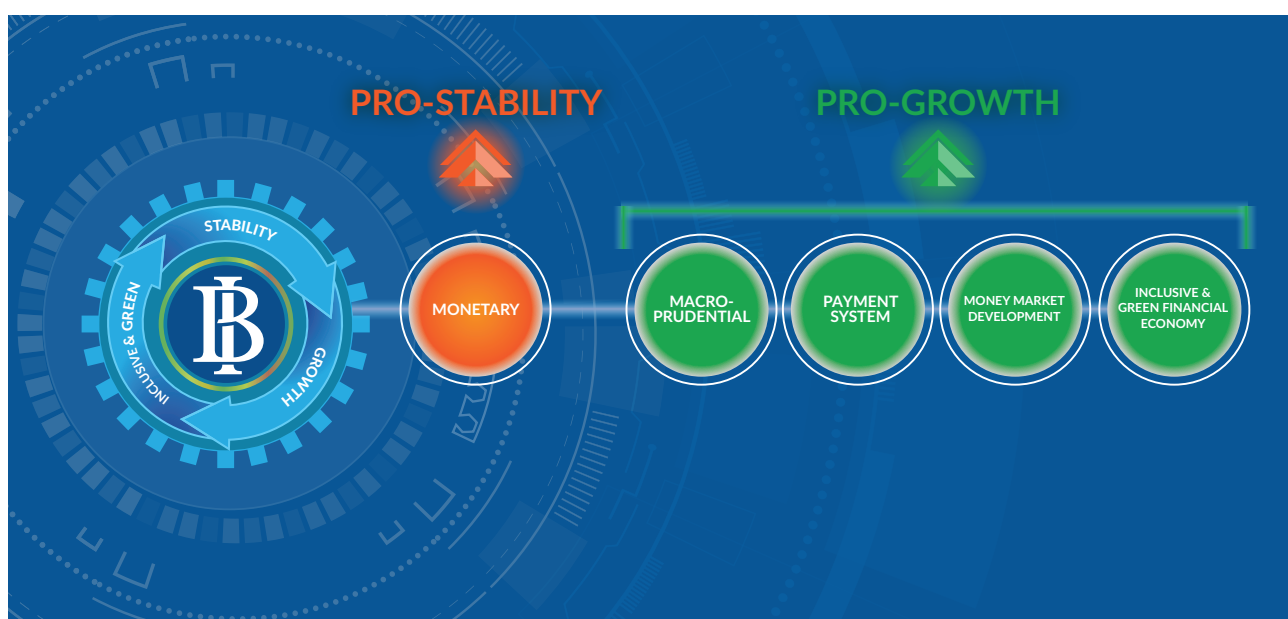 PRO-STABILITY
PRO-GROWTH
STABILITY
GROWTH
INCLUSIVE & GREEN
BI
MONETARY
MACRO-
PRUDENTIAL
PAYMENT
SYSTEM
MONEY MARKET
DEVELOPMENT
INCLUSIVE &
GREEN FINANCIAL
ECONOMY